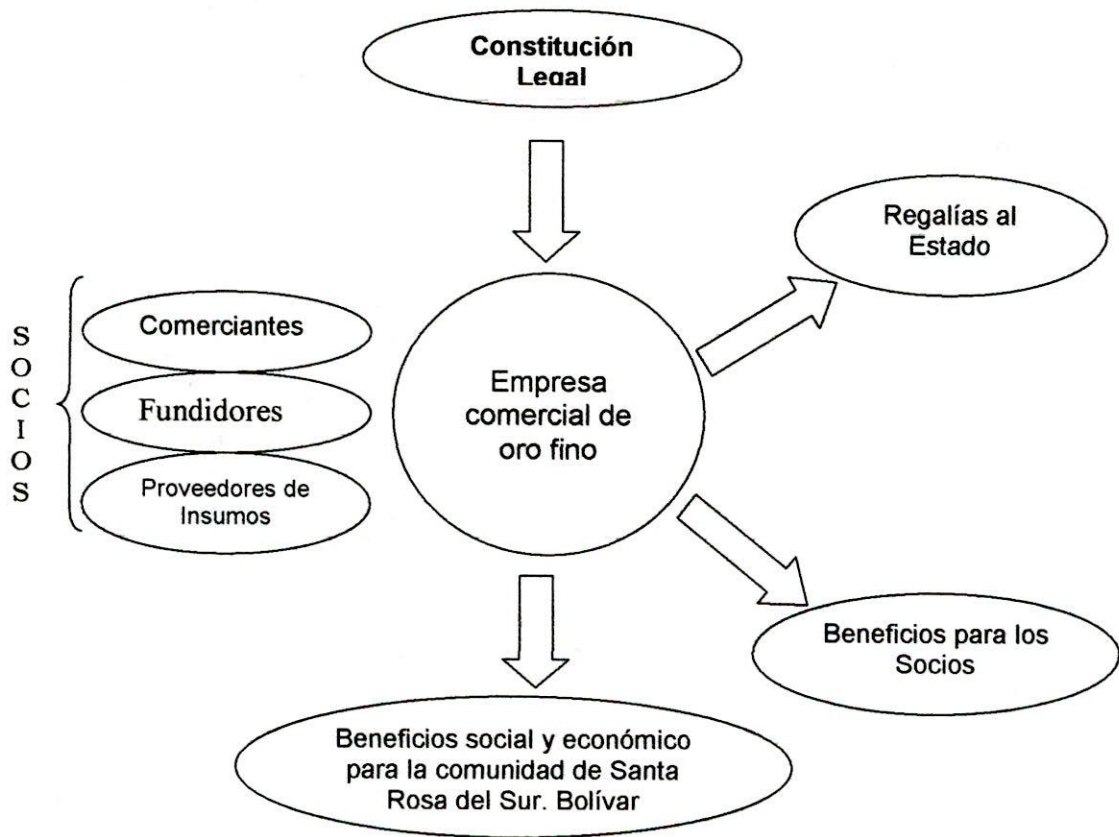 Constitución
Legal
Regalías al
Estado
SOCIOS
Comerciantes
Fundidores
Proveedores de
Insumos
Empresa
comercial de
oro fino
Beneficios para los
Socios
Beneficios social y económico
para la comunidad de Santa
Rosa del Sur. Bolívar